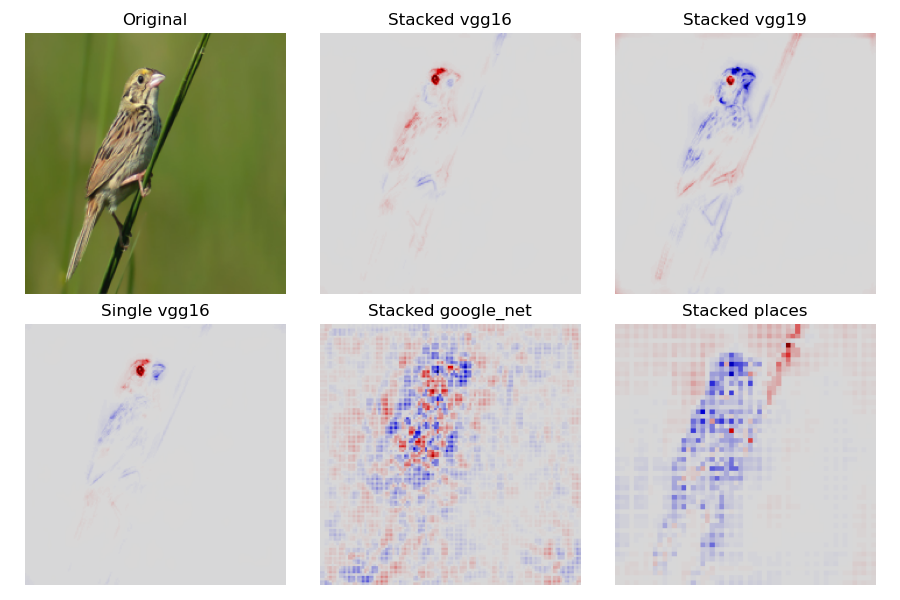 Original
Stacked vgg16
Stacked vgg19
Single vgg16
Stacked google_net
Stacked places